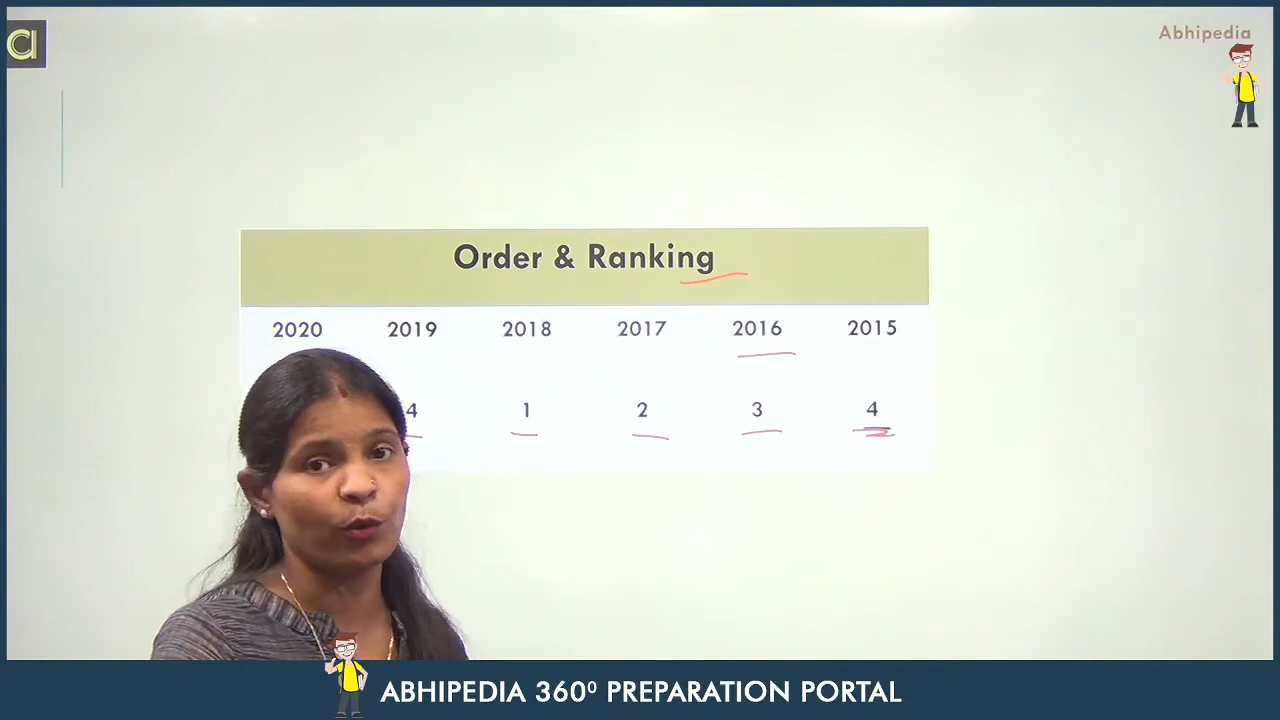 Abhipedia
Order & Ranking
2020 2019 2018 2017 2016 2015
4 1 2 3 4
ABHIPEDIA 360⁰ PREPARATION PORTAL